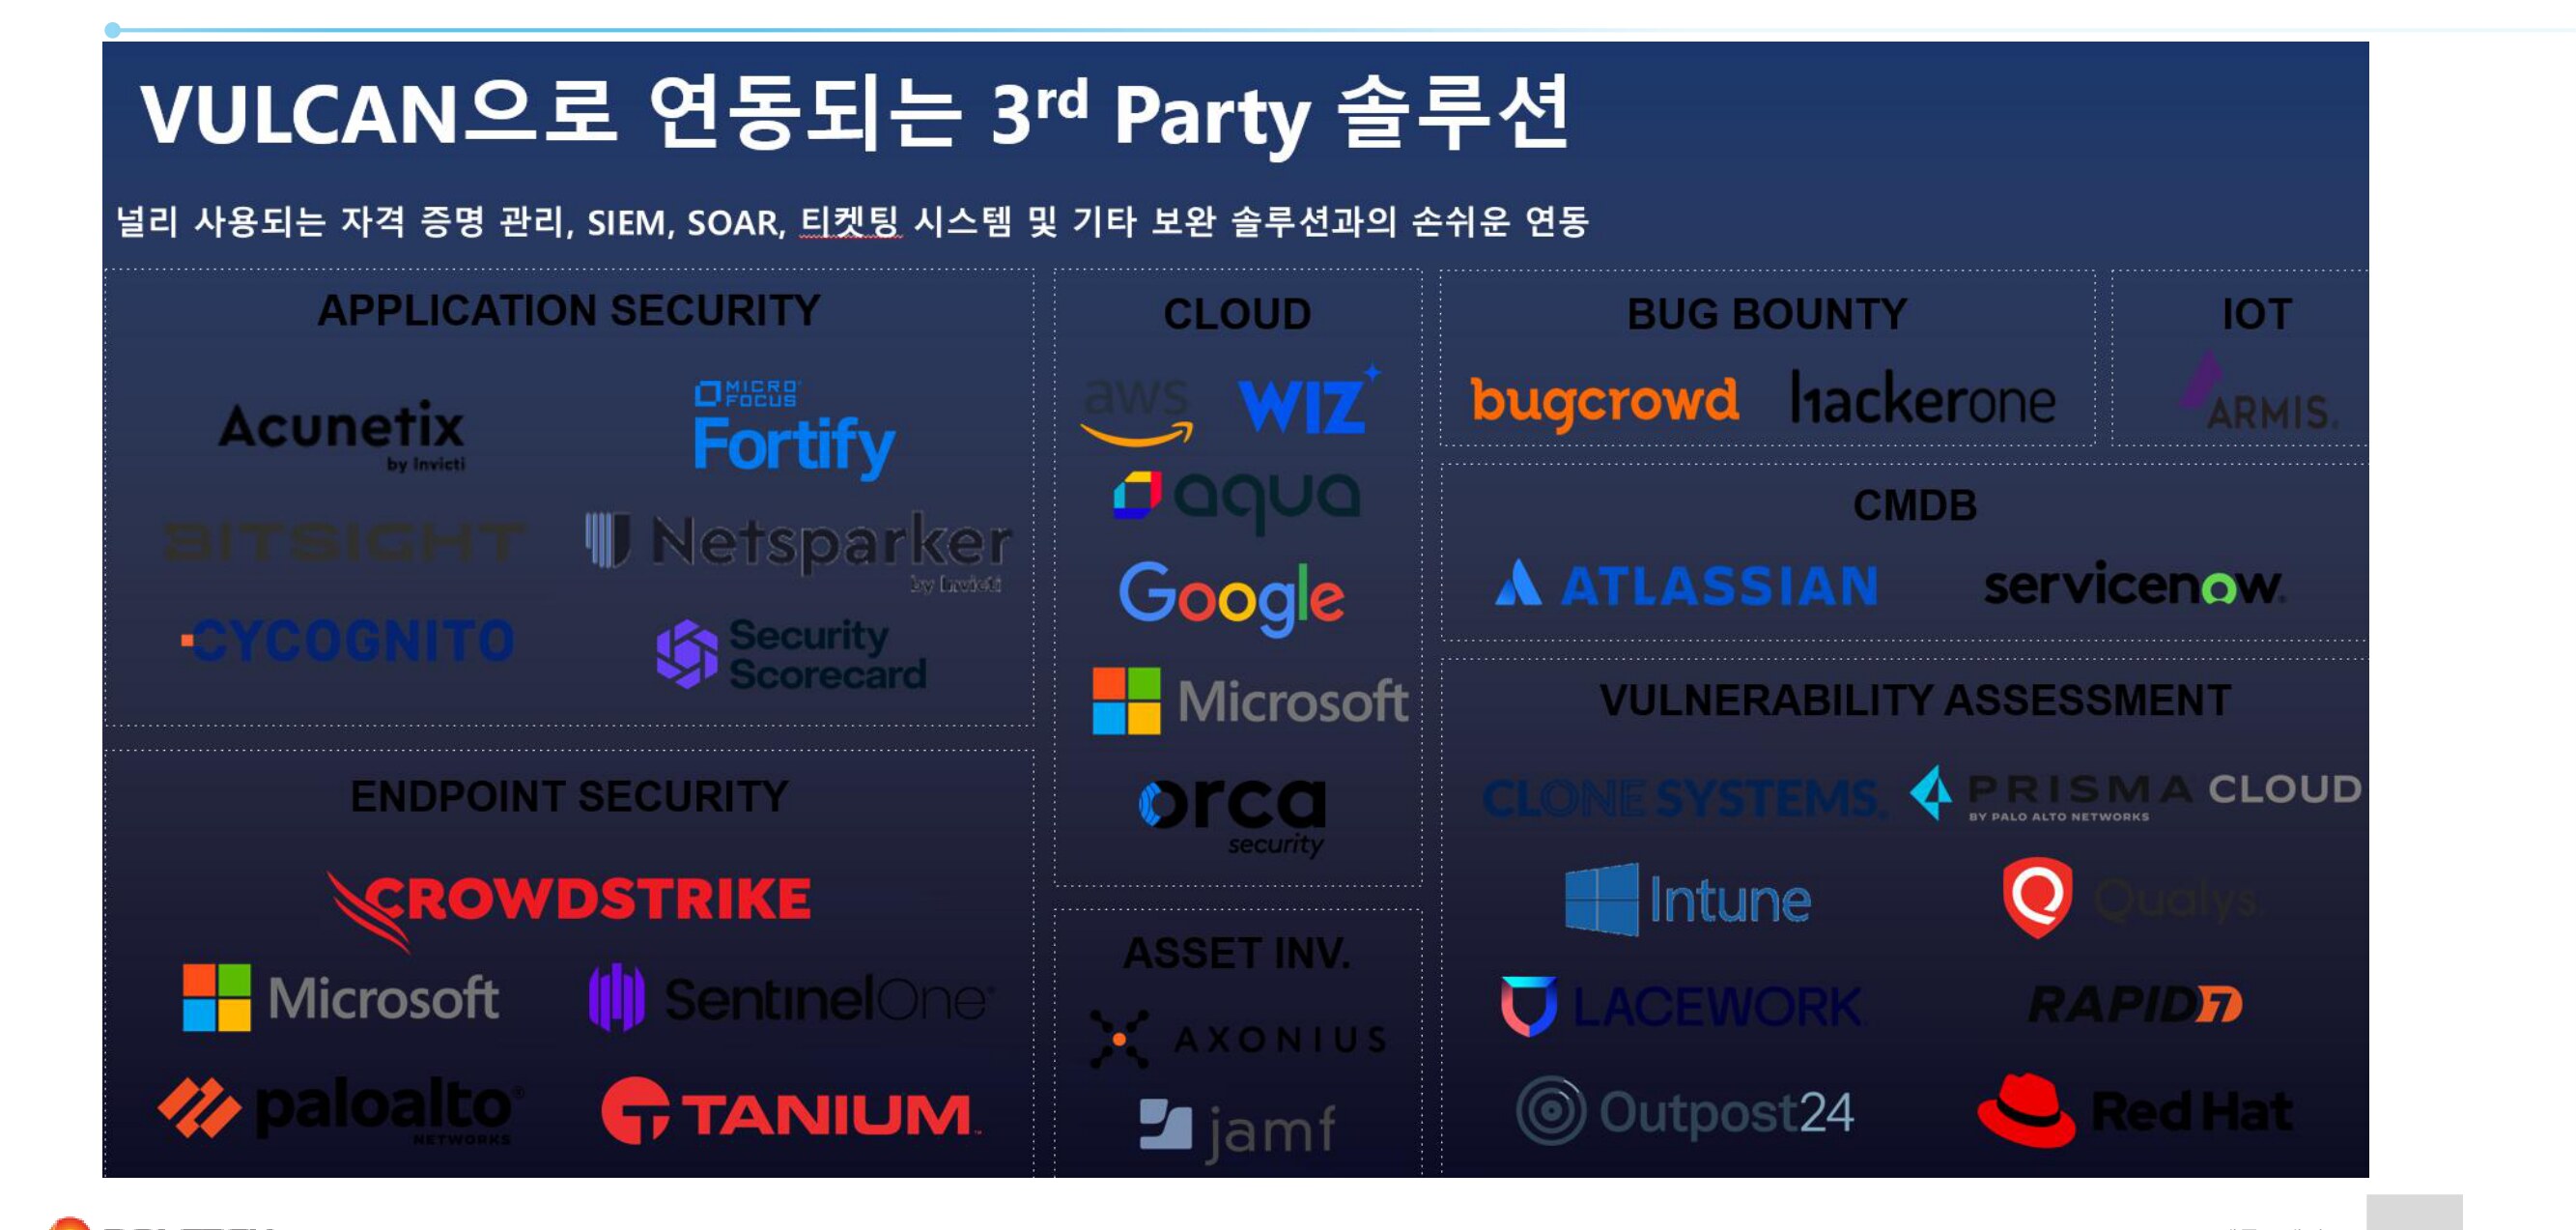 VULCAN으로 연동되는 3rd Party 솔루션
널리 사용되는 자격 증명 관리, SIEM, SOAR, 티켓팅 시스템 및 기타 보완 솔루션과의 손쉬운 연동
APPLICATION SECURITY
Acunetix
by Invicti
MICRO FOCUS
Fortify
BITSIGHT
Netsparker
by Invicti
CYCOGNITO
Security
Scorecard
ENDPOINT SECURITY
CROWDSTRIKE
Microsoft
SentinelOne
paloalto
NETWORKS
TANIUM
CLOUD
aws
WIZ
aqua
Google
Microsoft
orca
security
ASSET INV.
AXONIUS
jamf
BUG BOUNTY
bugcrowd
hackerone
IOT
ARMIS
CMDB
ATLASSIAN
servicenow
VULNERABILITY ASSESSMENT
CLONE SYSTEMS
PRISMA CLOUD
BY PALO ALTO NETWORKS
Intune
Qualys
LACEWORK
RAPID7
Outpost24
Red Hat